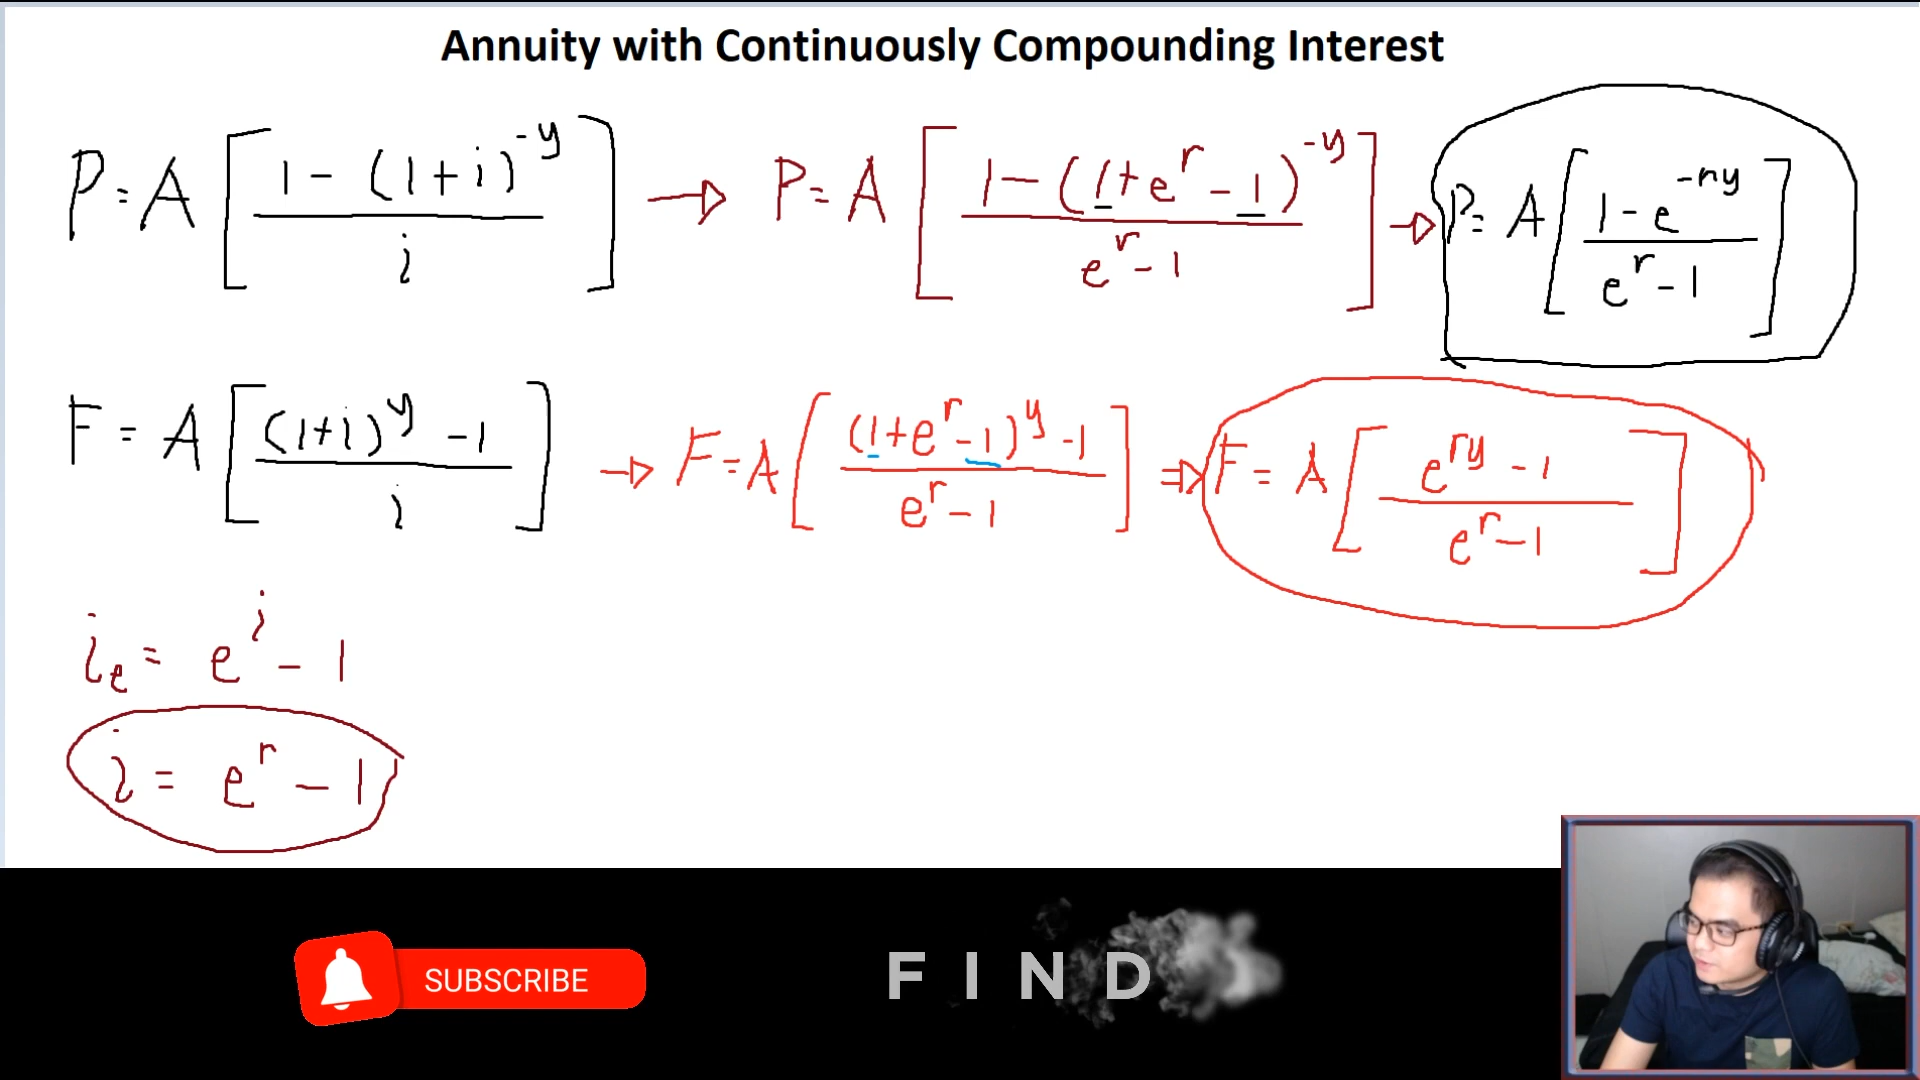 Annuity with Continuously Compounding Interest
P = A [ (1 - (1+i)^-y) / i ] → P = A [ (1 - (1+e^r - 1)^-y) / (e^r - 1) ] → P = A [ (1 - e^-ry) / (e^r - 1) ]
F = A [ ((1+i)^y - 1) / i ] → F = A [ ((1+e^r - 1)^y - 1) / (e^r - 1) ] ⇒ F = A [ (e^ry - 1) / (e^r - 1) ]
i_e = e^i - 1
i = e^r - 1
SUBSCRIBE
FIND